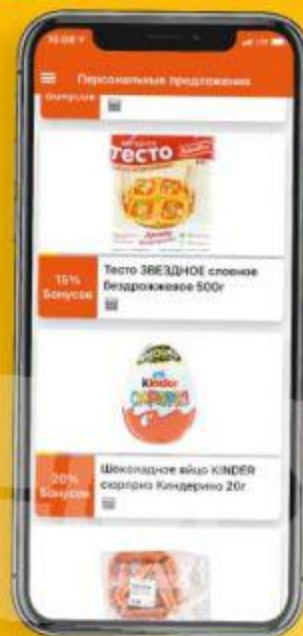 Персональные предложения
бонусов
тесто
15%
Бонусов
Тесто ЗВЕЗДНОЕ слоеное
бездрожжевое 500г
Kinder
СЮРПРИЗ
20%
Бонусов
Шоколадное яйцо KINDER
сюрприз Киндерино 20г